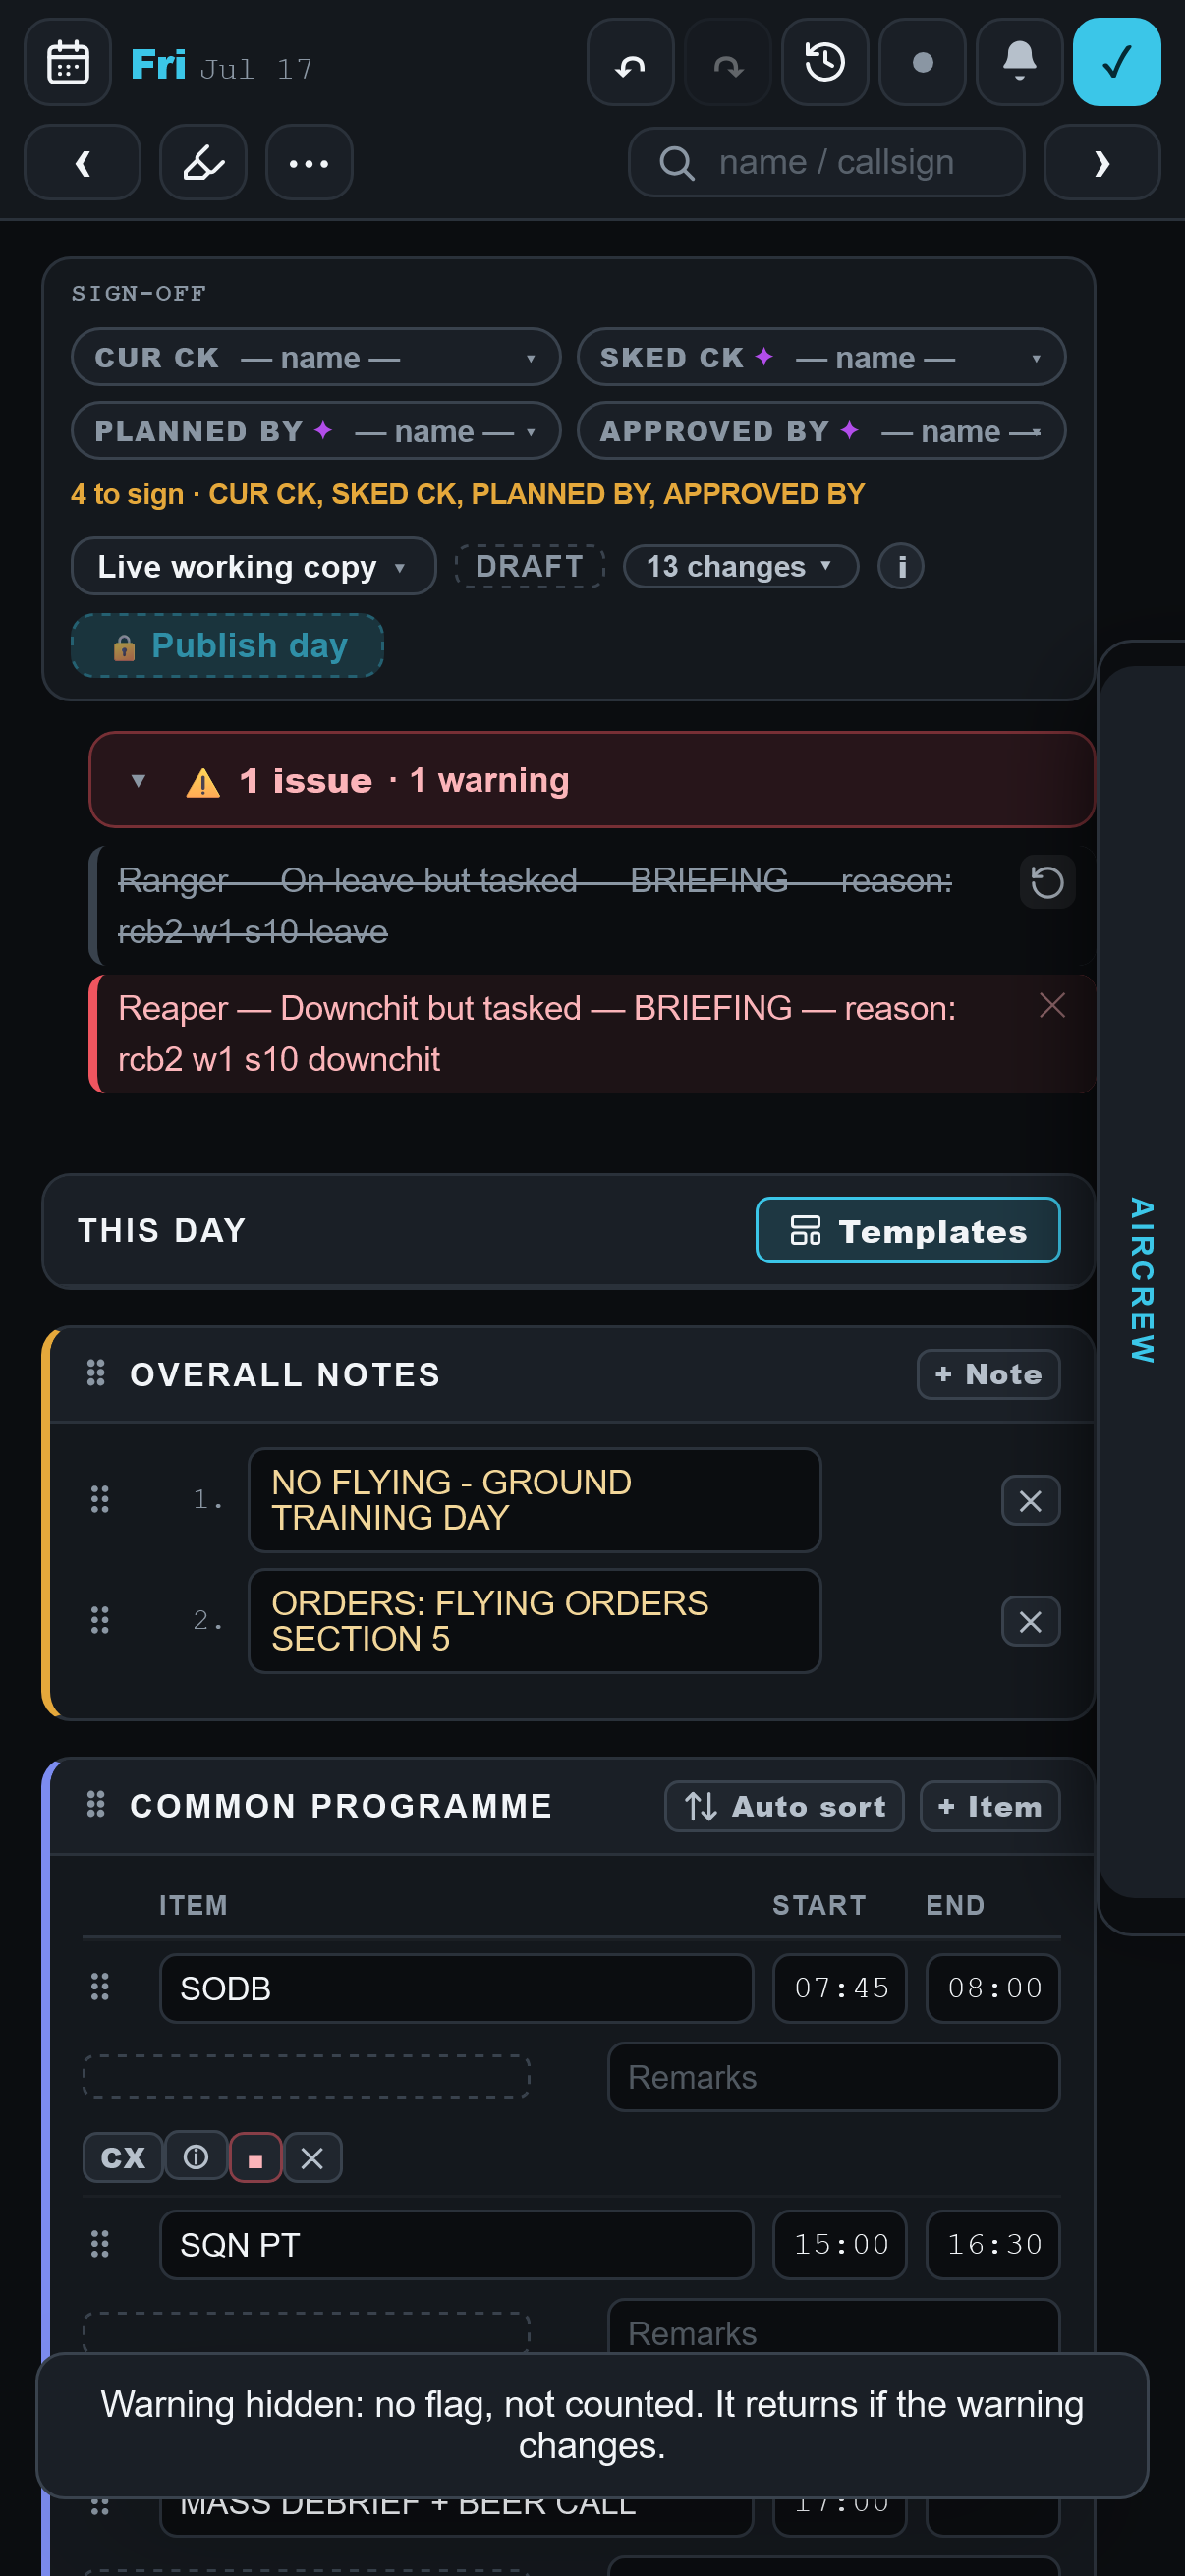 Fri Jul 17
name / callsign
SIGN-OFF
CUR CK — name —
SKED CK — name —
PLANNED BY — name —
APPROVED BY — name —
4 to sign · CUR CK, SKED CK, PLANNED BY, APPROVED BY
Live working copy
DRAFT
13 changes
i
Publish day
1 issue · 1 warning
Ranger — On leave but tasked — BRIEFING — reason:
rcb2 w1 s10 leave
Reaper — Downchit but tasked — BRIEFING — reason:
rcb2 w1 s10 downchit
THIS DAY
Templates
AIRCREW
OVERALL NOTES
+ Note
1. NO FLYING - GROUND
TRAINING DAY
2. ORDERS: FLYING ORDERS
SECTION 5
COMMON PROGRAMME
Auto sort
+ Item
ITEM START END
SODB 07:45 08:00
Remarks
CX
SQN PT 15:00 16:30
Remarks
Warning hidden: no flag, not counted. It returns if the warning
changes.
MASS DEBRIEF + BEER CALL 17:00